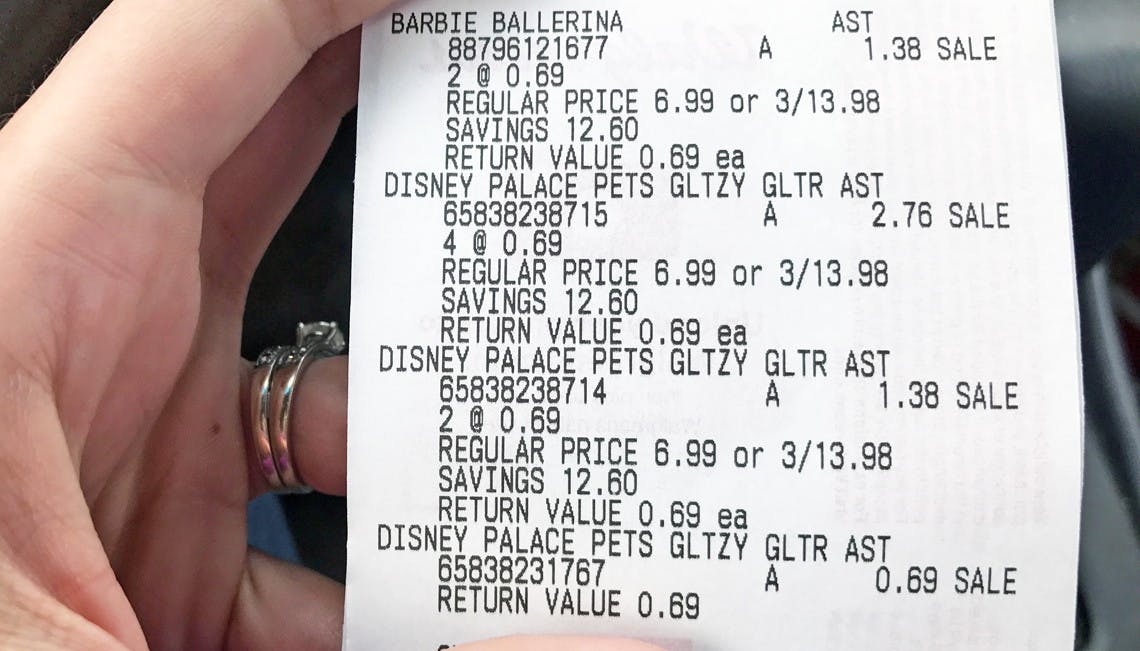 BARBIE BALLERINA AST
88796121677 A 1.38 SALE
2 @ 0.69
REGULAR PRICE 6.99 or 3/13.98
SAVINGS 12.60
RETURN VALUE 0.69 ea
DISNEY PALACE PETS GLTZY GLTR AST
65838238715 A 2.76 SALE
4 @ 0.69
REGULAR PRICE 6.99 or 3/13.98
SAVINGS 12.60
RETURN VALUE 0.69 ea
DISNEY PALACE PETS GLTZY GLTR AST
65838238714 A 1.38 SALE
2 @ 0.69
REGULAR PRICE 6.99 or 3/13.98
SAVINGS 12.60
RETURN VALUE 0.69 ea
DISNEY PALACE PETS GLTZY GLTR AST
65838231767 A 0.69 SALE
RETURN VALUE 0.69